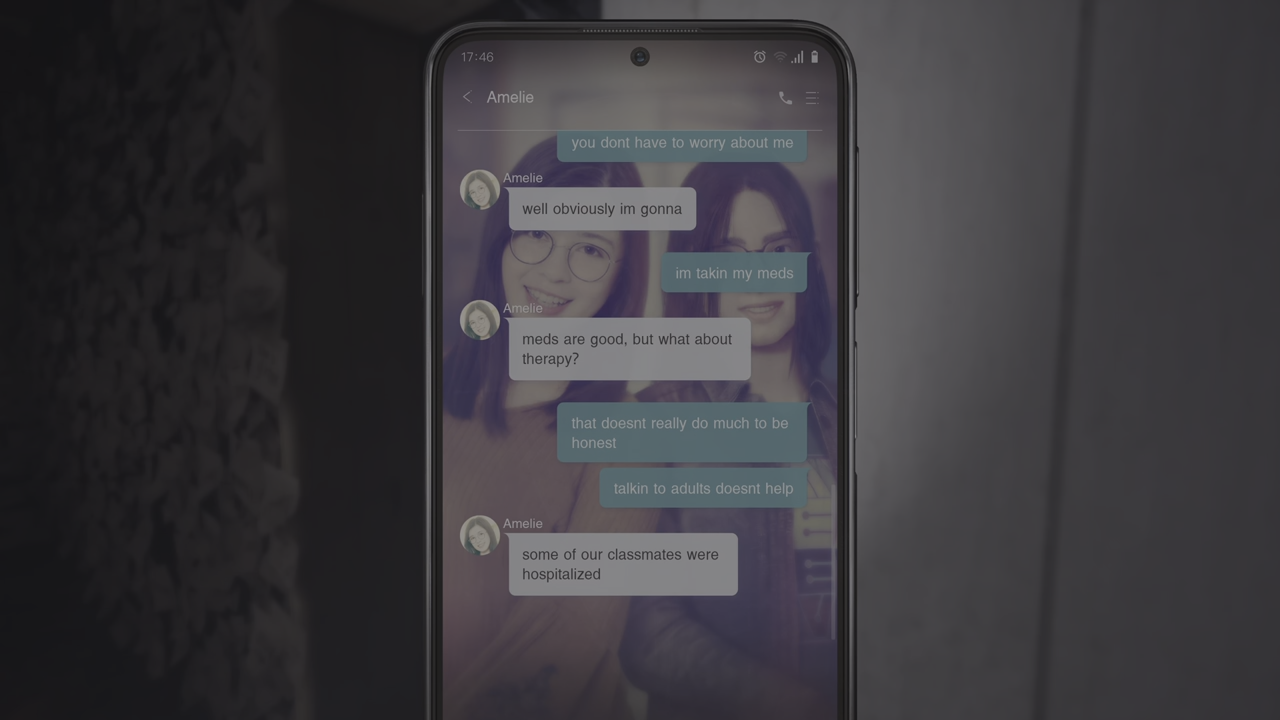 17:46
Amelie
you dont have to worry about me
Amelie
well obviously im gonna
im takin my meds
Amelie
meds are good, but what about
therapy?
that doesnt really do much to be
honest
talkin to adults doesnt help
Amelie
some of our classmates were
hospitalized